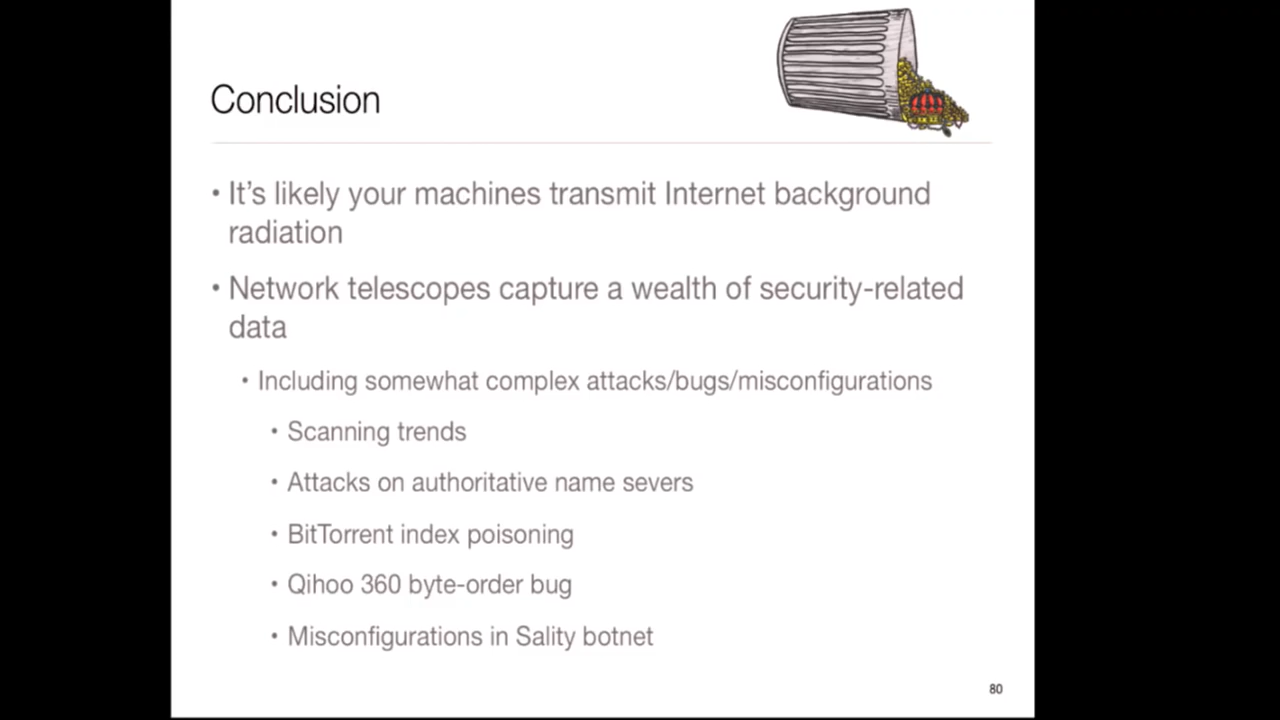 Conclusion
• It’s likely your machines transmit Internet background
radiation
• Network telescopes capture a wealth of security-related
data
• Including somewhat complex attacks/bugs/misconfigurations
• Scanning trends
• Attacks on authoritative name severs
• BitTorrent index poisoning
• Qihoo 360 byte-order bug
• Misconfigurations in Sality botnet
80